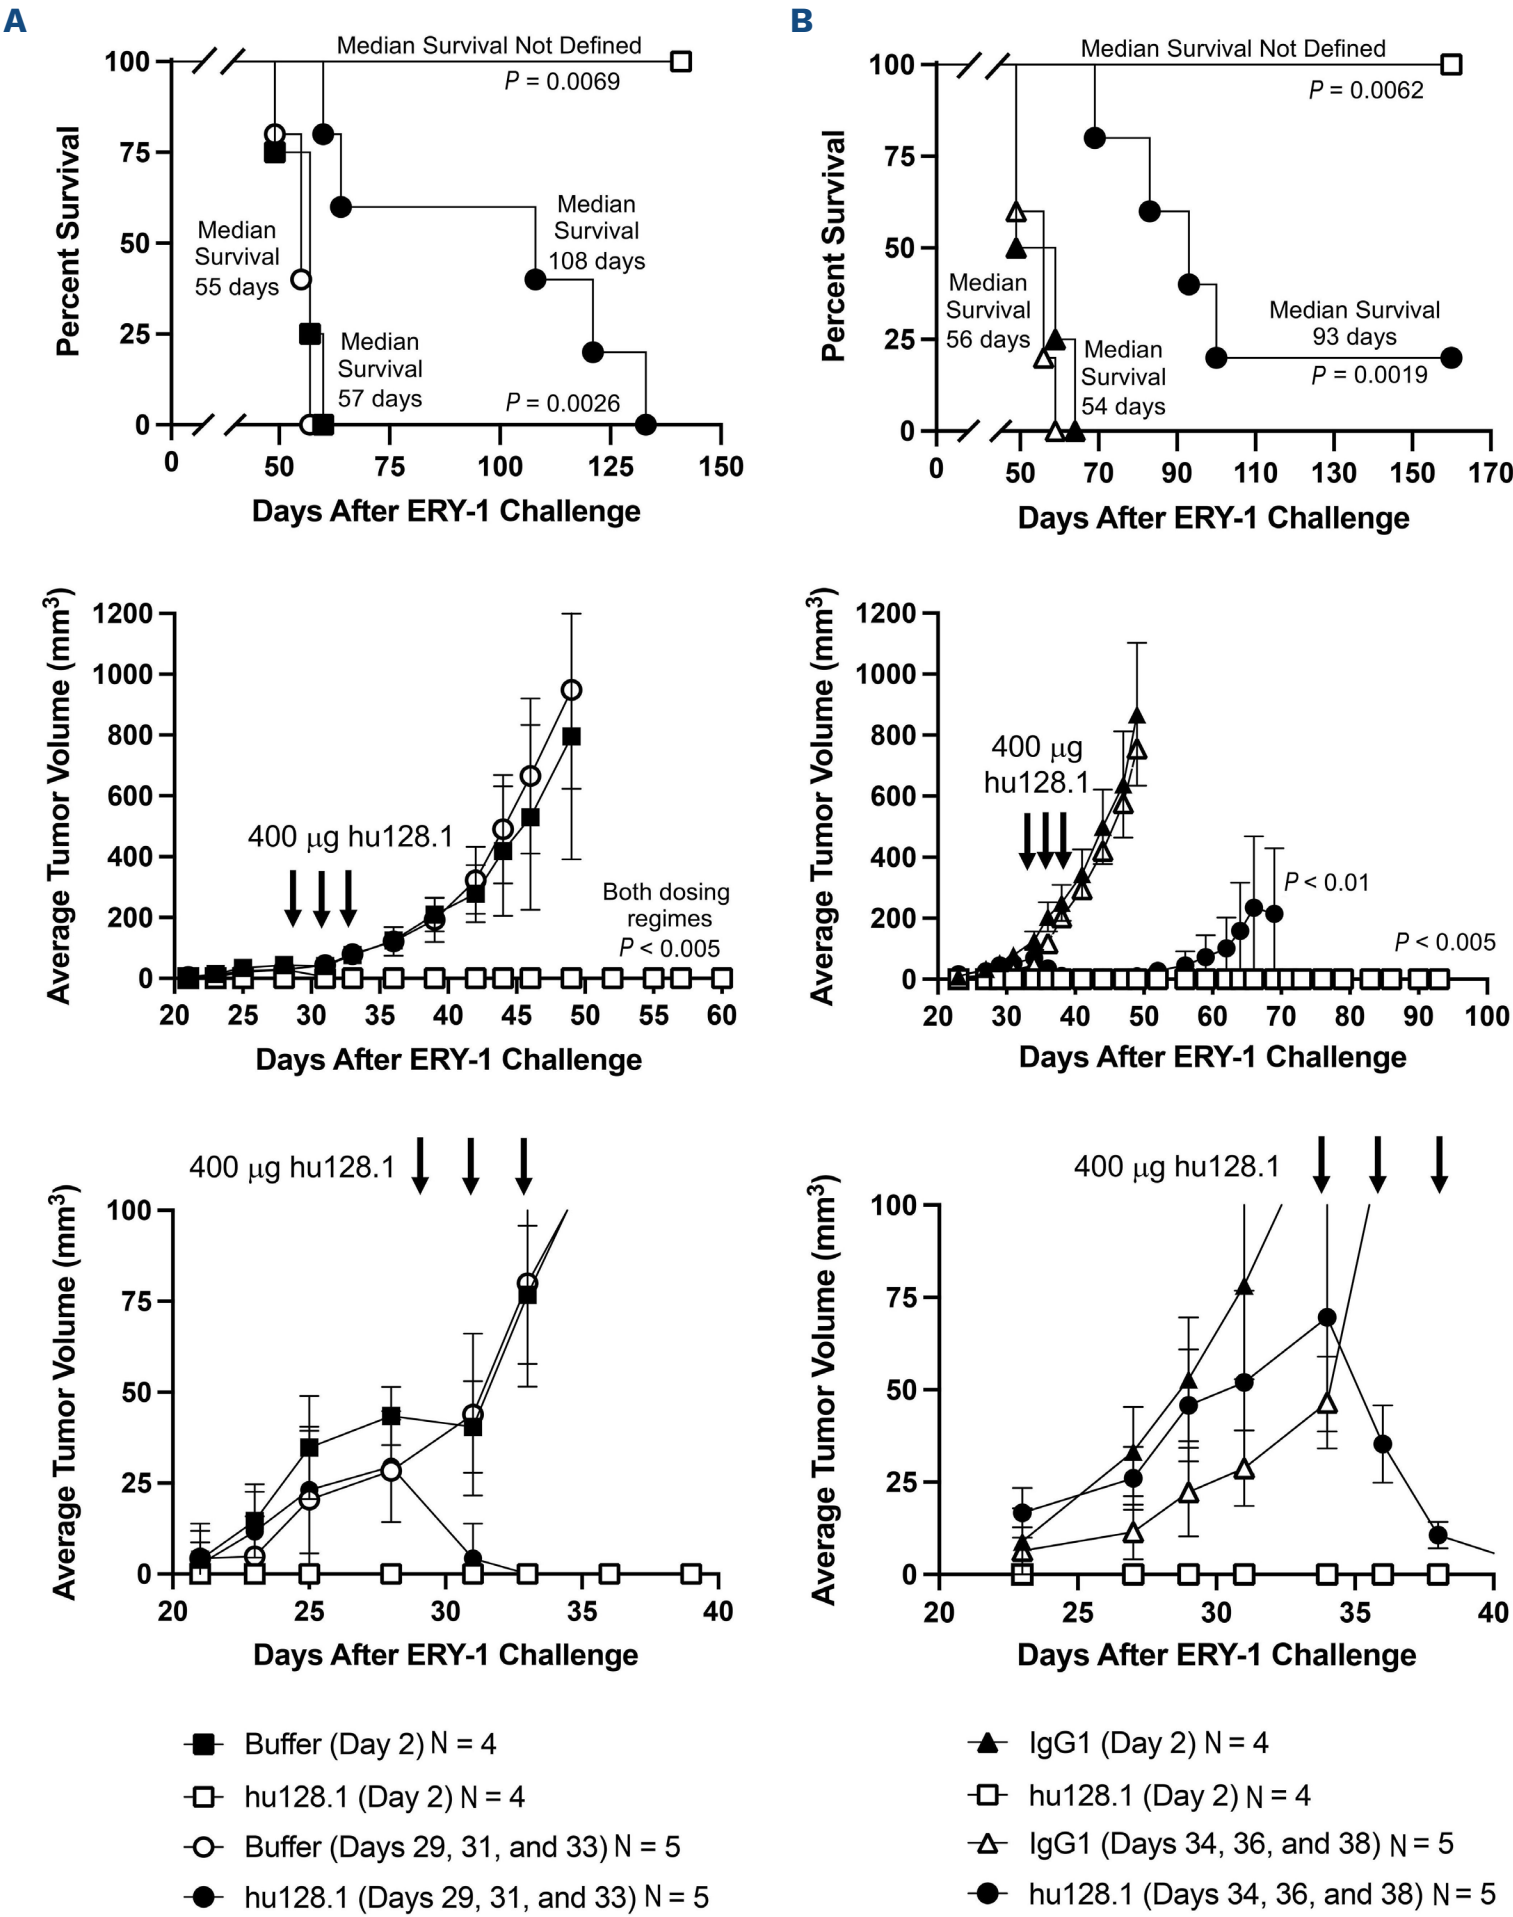 A
Median Survival Not Defined
P = 0.0069
Percent Survival
100
75
50
25
0
Median
Survival
55 days
Median
Survival
108 days
Median
Survival
57 days
P = 0.0026
0 50 75 100 125 150
Days After ERY-1 Challenge
B
Median Survival Not Defined
P = 0.0062
Percent Survival
100
75
50
25
0
Median
Survival
56 days
Median
Survival
54 days
Median Survival
93 days
P = 0.0019
0 50 70 90 110 130 150 170
Days After ERY-1 Challenge
Average Tumor Volume (mm³)
1200
1000
800
600
400
200
0
400 μg hu128.1
Both dosing
regimes
P < 0.005
20 25 30 35 40 45 50 55 60
Days After ERY-1 Challenge
Average Tumor Volume (mm³)
1200
1000
800
600
400
200
0
400 μg
hu128.1
P < 0.01
P < 0.005
20 30 40 50 60 70 80 90 100
Days After ERY-1 Challenge
400 μg hu128.1
Average Tumor Volume (mm³)
100
75
50
25
0
20 25 30 35 40
Days After ERY-1 Challenge
400 μg hu128.1
Average Tumor Volume (mm³)
100
75
50
25
0
20 25 30 35 40
Days After ERY-1 Challenge
Buffer (Day 2) N = 4
hu128.1 (Day 2) N = 4
Buffer (Days 29, 31, and 33) N = 5
hu128.1 (Days 29, 31, and 33) N = 5
IgG1 (Day 2) N = 4
hu128.1 (Day 2) N = 4
IgG1 (Days 34, 36, and 38) N = 5
hu128.1 (Days 34, 36, and 38) N = 5